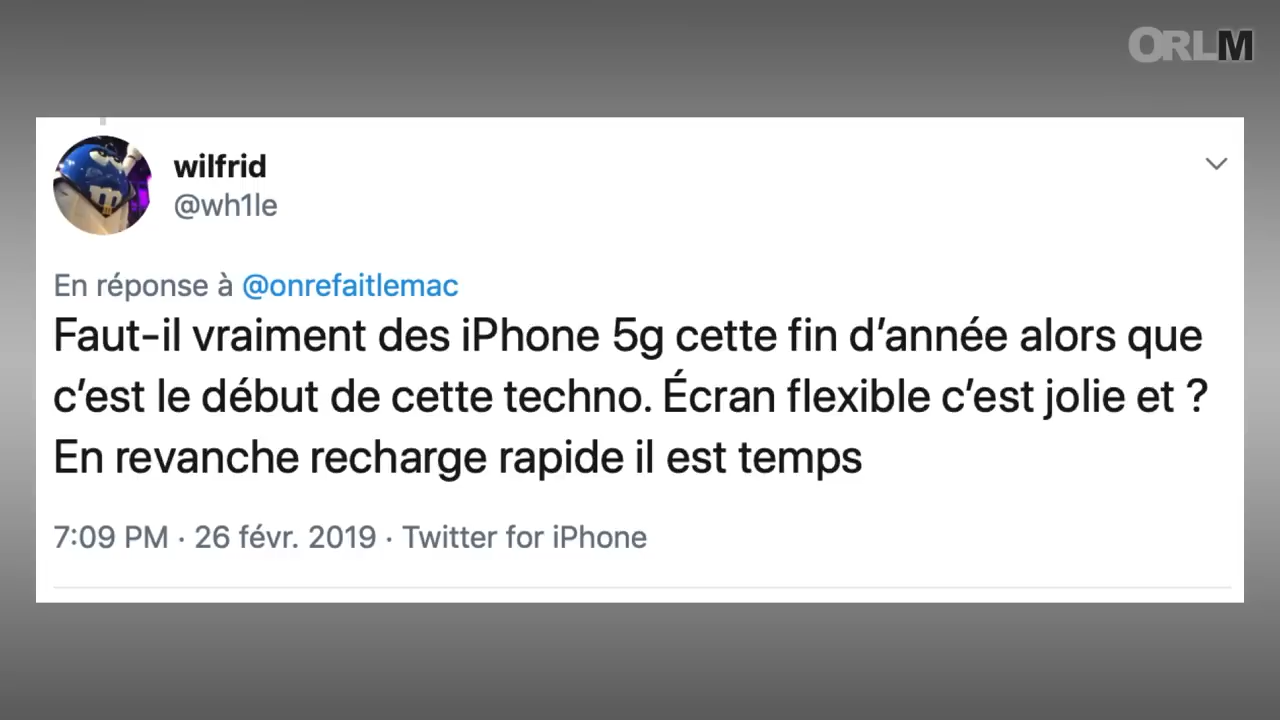 ORLM
wilfrid
@wh1le
En réponse à @onrefaitlemac
Faut-il vraiment des iPhone 5g cette fin d’année alors que
c’est le début de cette techno. Écran flexible c’est jolie et ?
En revanche recharge rapide il est temps
7:09 PM · 26 févr. 2019 · Twitter for iPhone